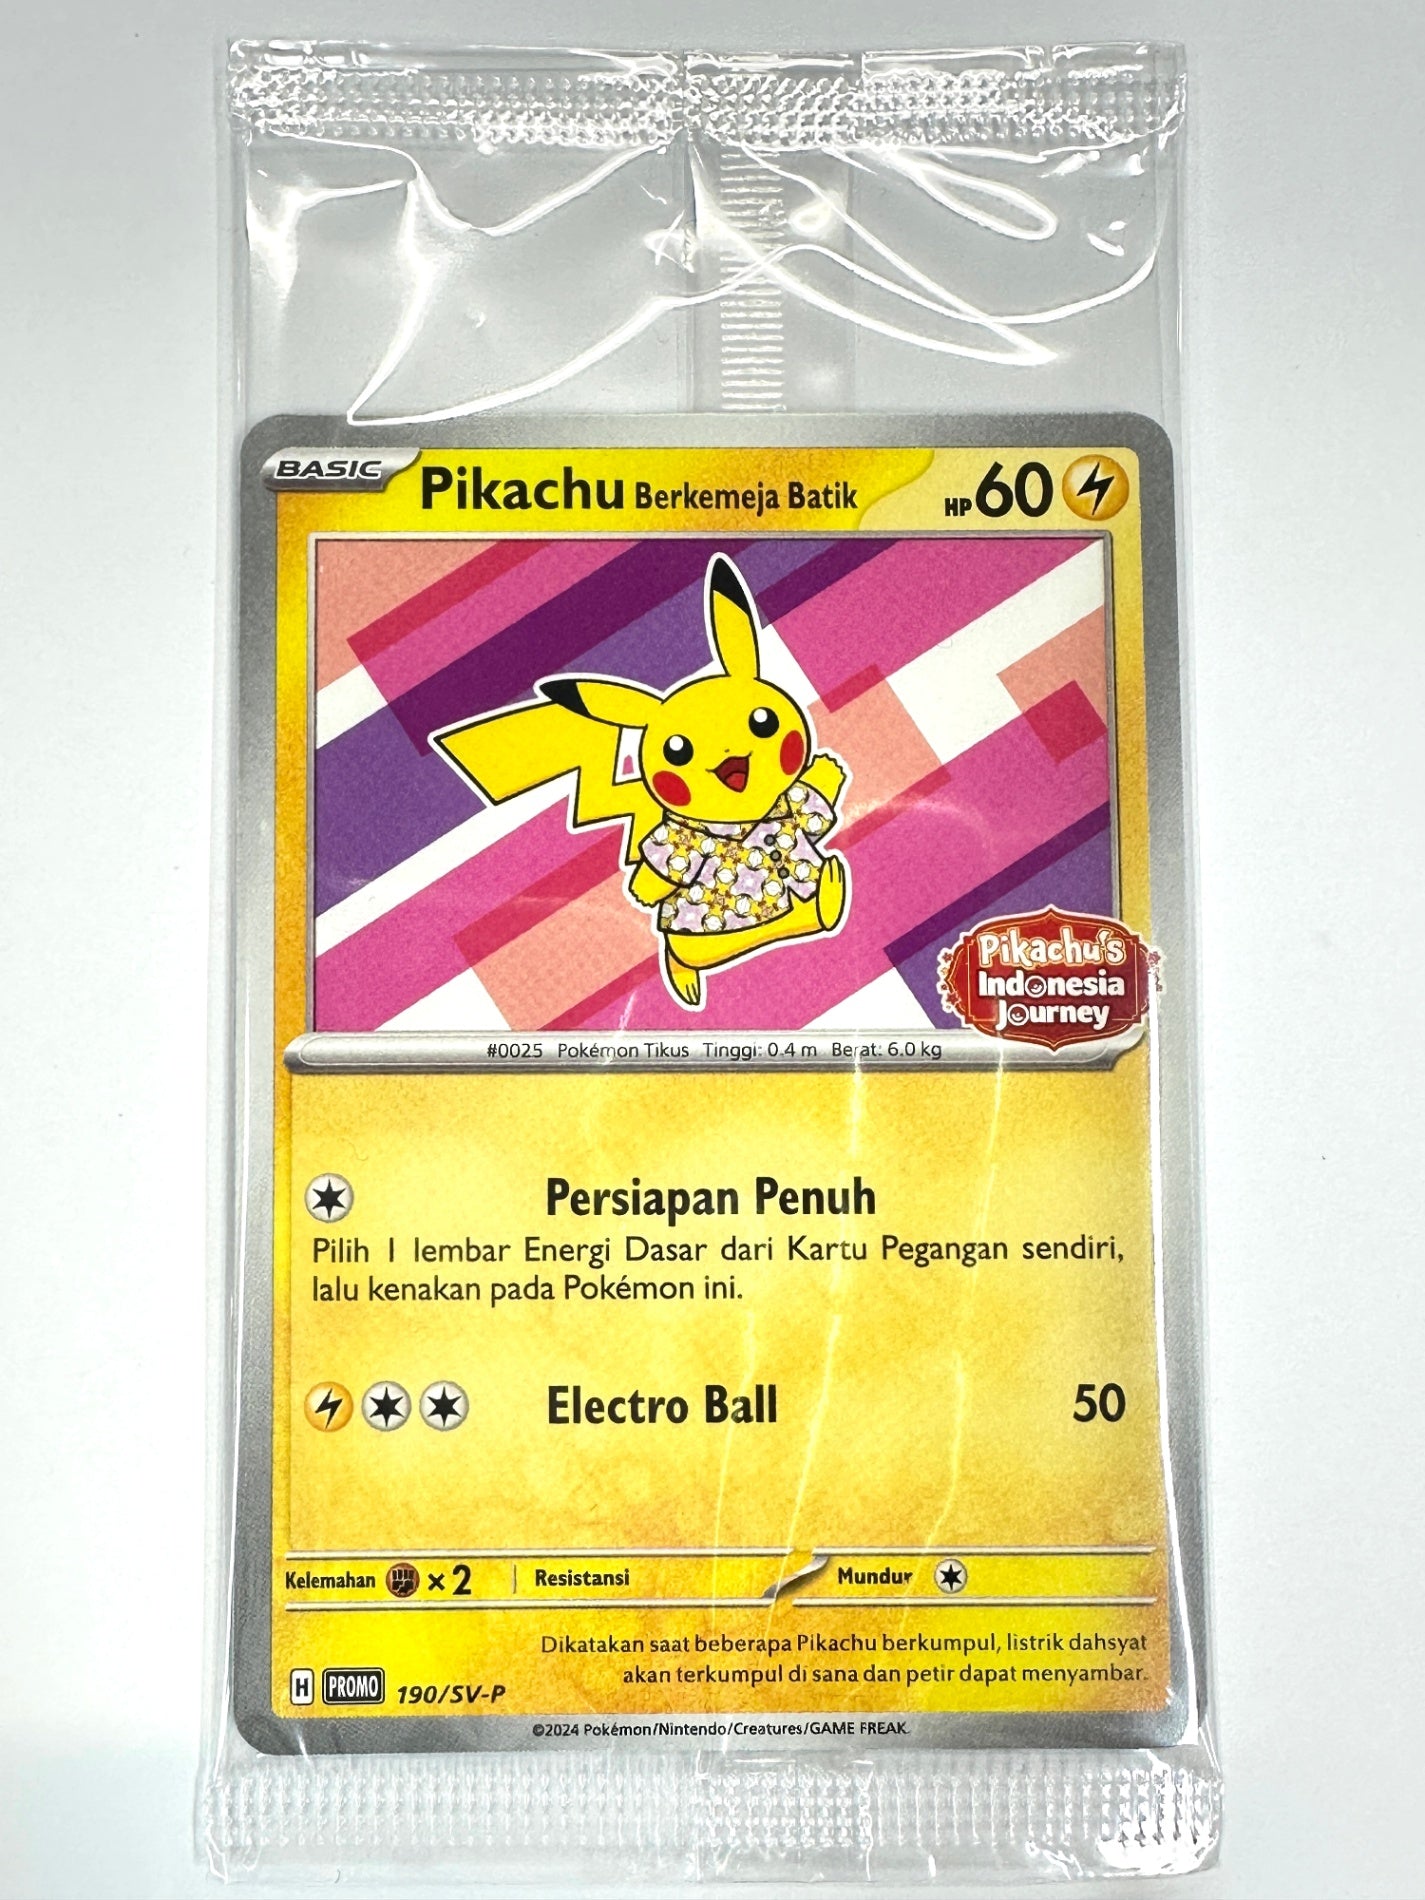 BASIC Pikachu Berkemeja Batik HP 60
Pikachu's
Indonesia
Journey
#0025 Pokémon Tikus Tinggi: 0.4 m Berat: 6.0 kg
Persiapan Penuh
Pilih 1 lembar Energi Dasar dari Kartu Pegangan sendiri,
lalu kenakan pada Pokémon ini.
Electro Ball 50
Kelemahan ×2 Resistansi Mundur
Dikatakan saat beberapa Pikachu berkumpul, listrik dahsyat
akan terkumpul di sana dan petir dapat menyambar.
H PROMO 190/SV-P
©2024 Pokémon/Nintendo/Creatures/GAME FREAK.